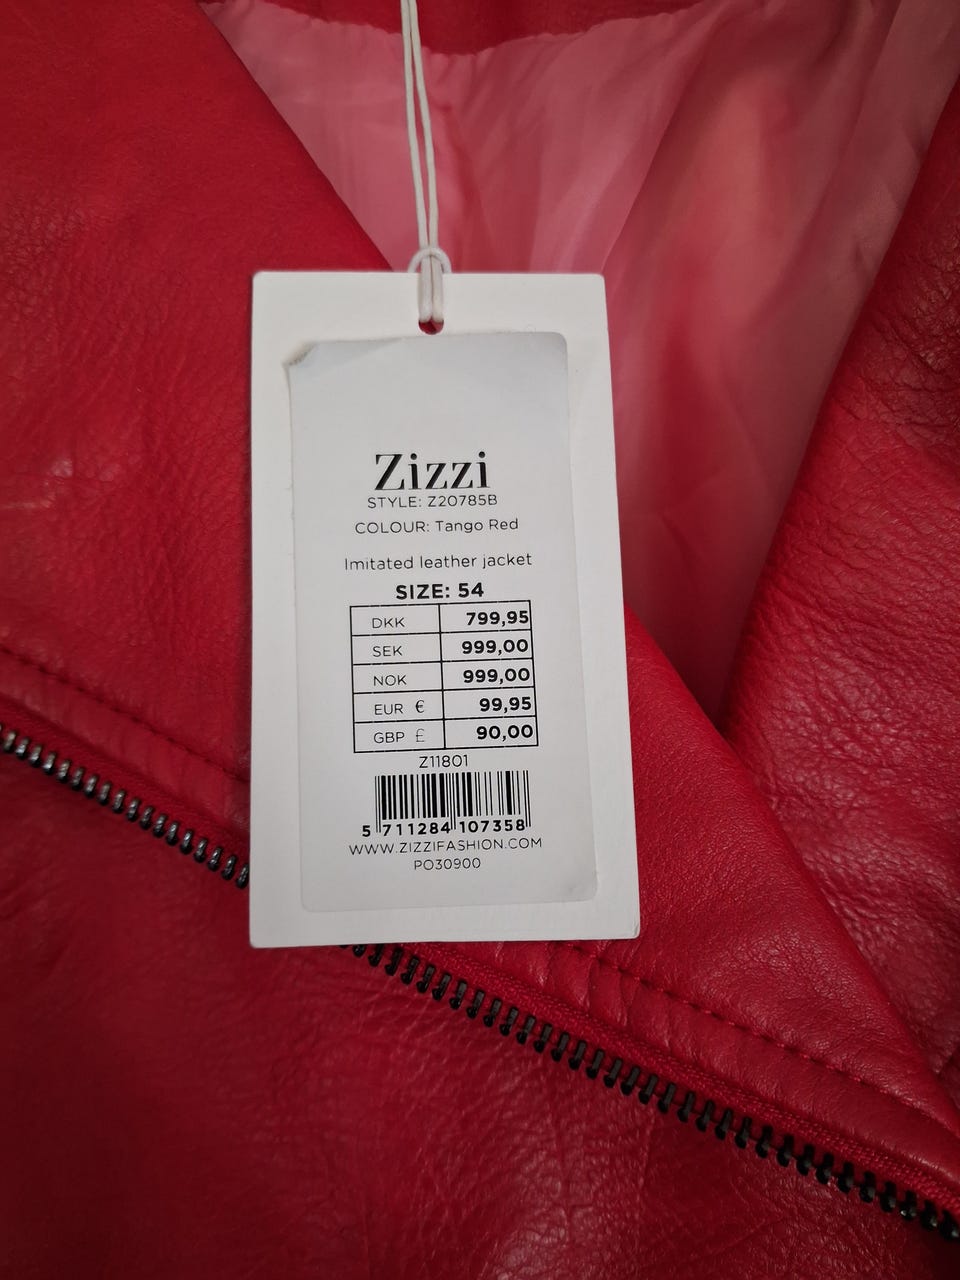 Zizzi
STYLE: Z20785B
COLOUR: Tango Red
Imitated leather jacket
SIZE: 54
DKK 799,95
SEK 999,00
NOK 999,00
EUR € 99,95
GBP £ 90,00
Z11801
5 711284 107358
WWW.ZIZZIFASHION.COM
PO30900